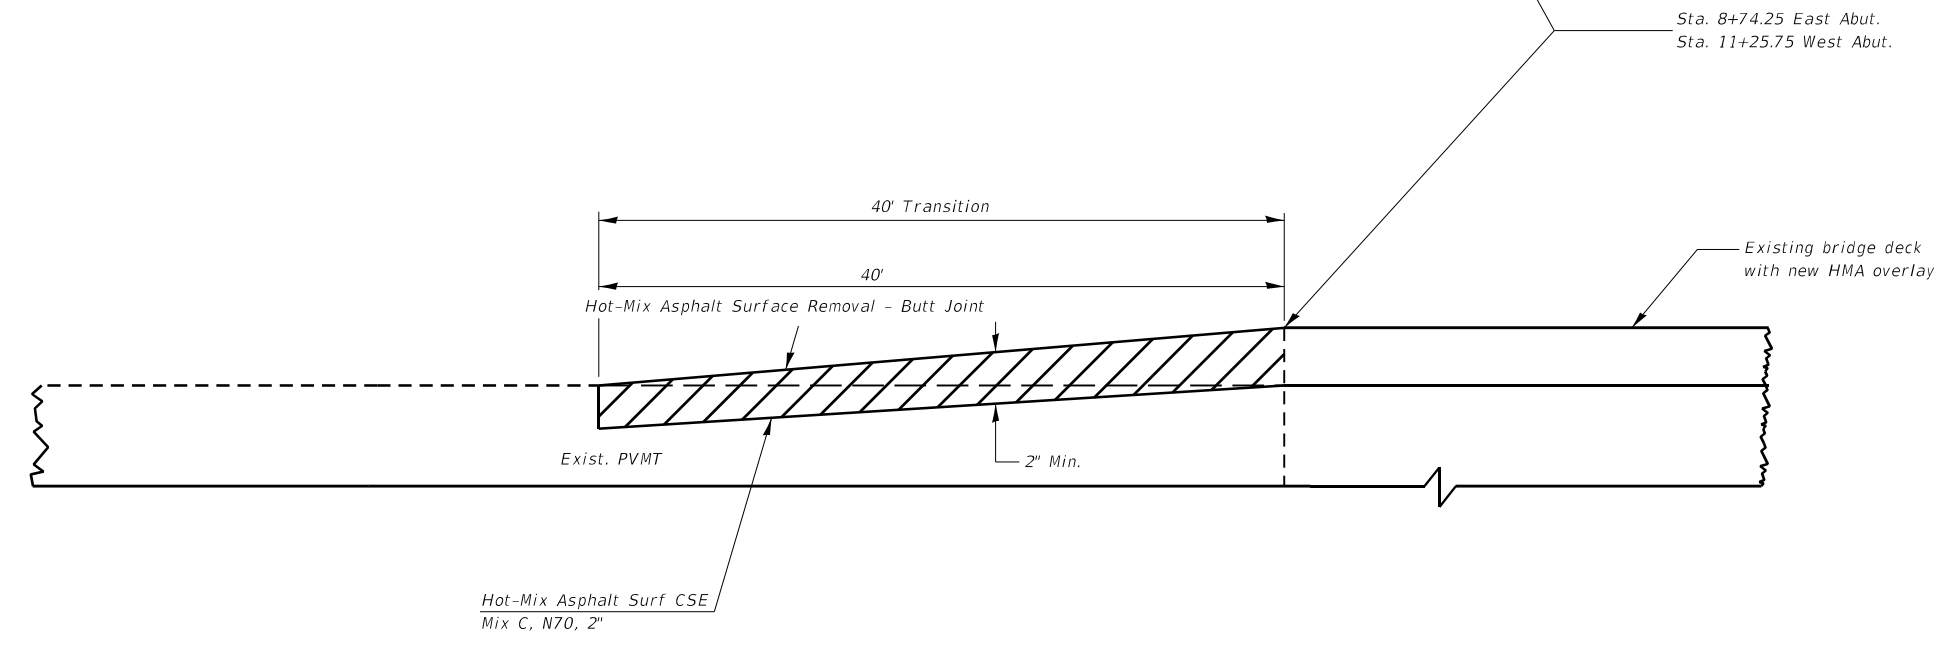 Sta. 8+74.25 East Abut.
Sta. 11+25.75 West Abut.
40' Transition
Existing bridge deck
with new HMA overlay
40'
Hot-Mix Asphalt Surface Removal - Butt Joint
Exist. PVMT
2" Min.
Hot-Mix Asphalt Surf CSE
Mix C, N70, 2"